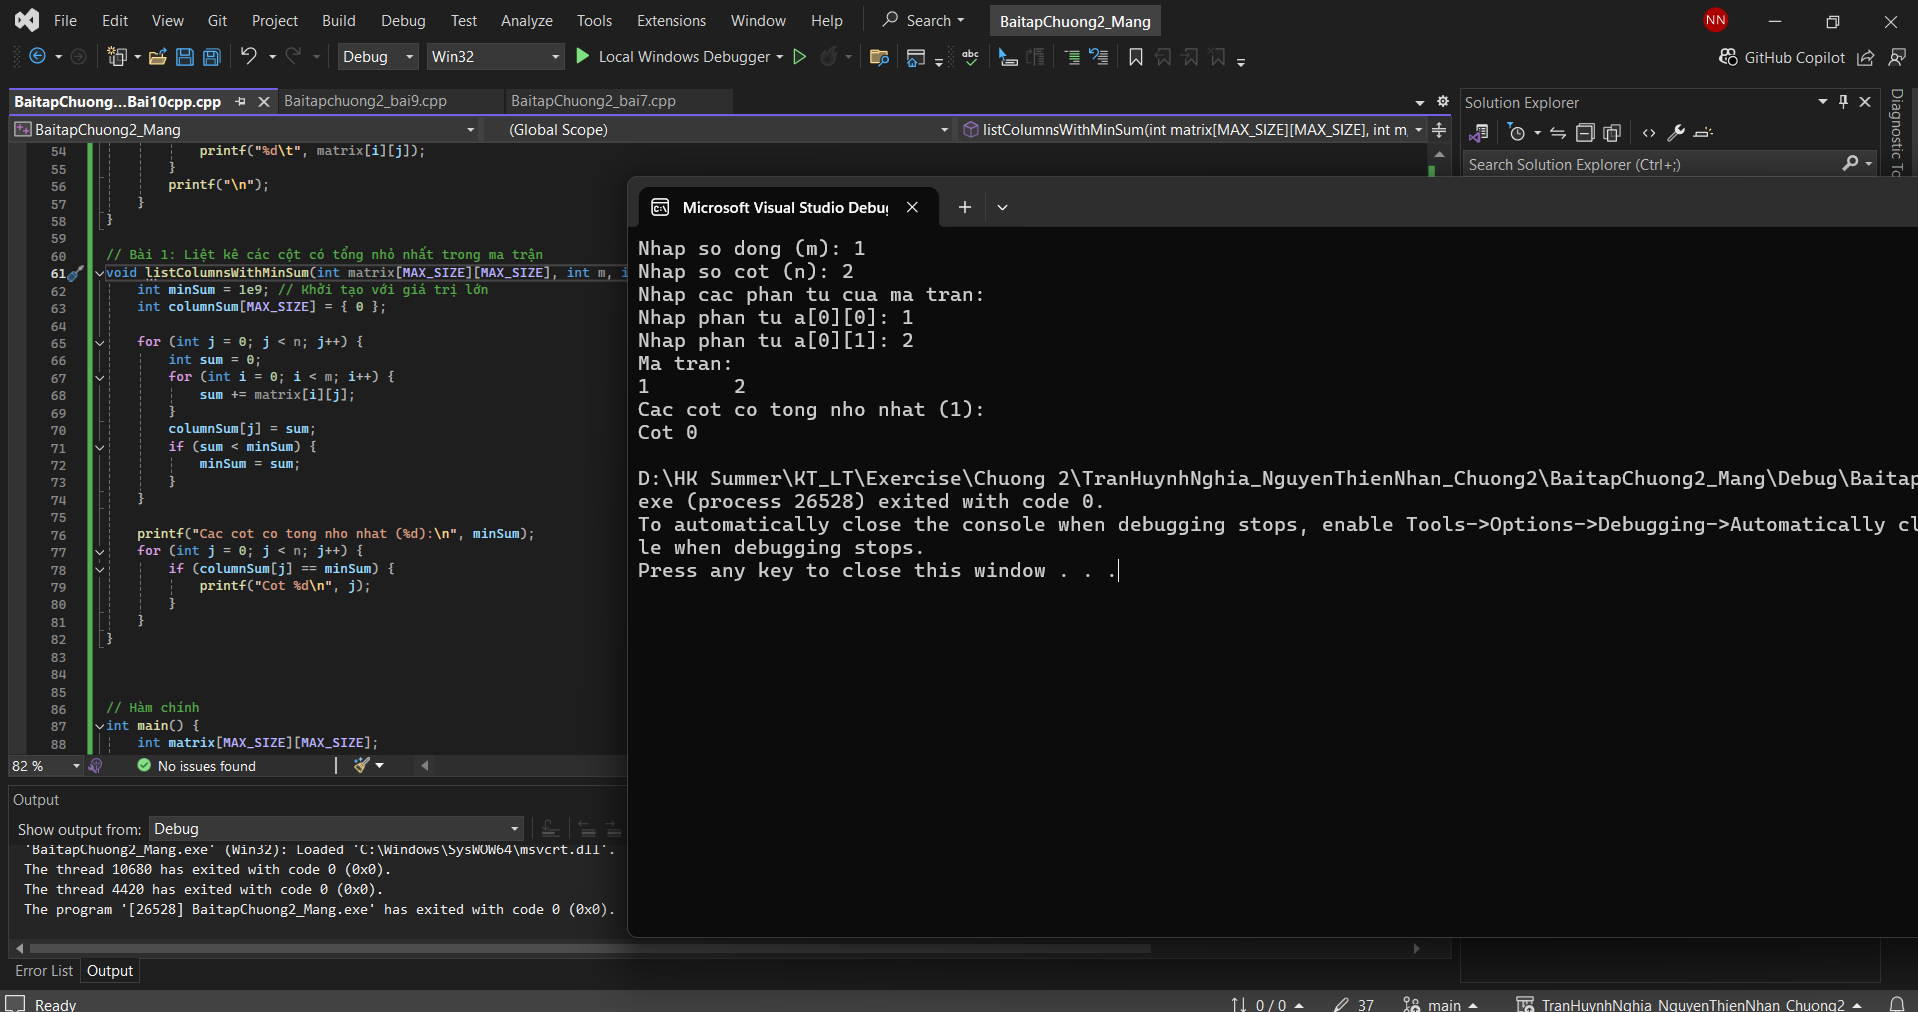 File Edit View Git Project Build Debug Test Analyze Tools Extensions Window Help Search BaitapChuong2_Mang NN
Debug Win32 Local Windows Debugger abc GitHub Copilot
BaitapChuong...Bai10cpp.cpp Baitapchuong2_bai9.cpp BaitapChuong2_bai7.cpp
BaitapChuong2_Mang (Global Scope) listColumnsWithMinSum(int matrix[MAX_SIZE][MAX_SIZE], int m,
54 printf("%d\t", matrix[i][j]);
55 }
56 printf("\n");
57 }
58 }
59
60 // Bài 1: Liệt kê các cột có tổng nhỏ nhất trong ma trận
61 void listColumnsWithMinSum(int matrix[MAX_SIZE][MAX_SIZE], int m, i
62 int minSum = 1e9; // Khởi tạo với giá trị lớn
63 int columnSum[MAX_SIZE] = { 0 };
64
65 for (int j = 0; j < n; j++) {
66 int sum = 0;
67 for (int i = 0; i < m; i++) {
68 sum += matrix[i][j];
69 }
70 columnSum[j] = sum;
71 if (sum < minSum) {
72 minSum = sum;
73 }
74 }
75
76 printf("Cac cot co tong nho nhat (%d):\n", minSum);
77 for (int j = 0; j < n; j++) {
78 if (columnSum[j] == minSum) {
79 printf("Cot %d\n", j);
80 }
81 }
82 }
83
84
85
86 // Hàm chính
87 int main() {
88 int matrix[MAX_SIZE][MAX_SIZE];
82 % No issues found
Output
Show output from: Debug
'BaitapChuong2_Mang.exe' (Win32): Loaded 'C:\Windows\SysWOW64\msvcrt.dll'.
The thread 10680 has exited with code 0 (0x0).
The thread 4420 has exited with code 0 (0x0).
The program '[26528] BaitapChuong2_Mang.exe' has exited with code 0 (0x0).
Error List Output
Microsoft Visual Studio Debu
Nhap so dong (m): 1
Nhap so cot (n): 2
Nhap cac phan tu cua ma tran:
Nhap phan tu a[0][0]: 1
Nhap phan tu a[0][1]: 2
Ma tran:
1 2
Cac cot co tong nho nhat (1):
Cot 0
D:\HK Summer\KT_LT\Exercise\Chuong 2\TranHuynhNghia_NguyenThienNhan_Chuong2\BaitapChuong2_Mang\Debug\Baitap
exe (process 26528) exited with code 0.
To automatically close the console when debugging stops, enable Tools->Options->Debugging->Automatically cl
le when debugging stops.
Press any key to close this window . . .
Solution Explorer
Search Solution Explorer (Ctrl+;)
Diagnostic To
Ready 0 / 0 37 main TranHuynhNghia_NguyenThienNhan_Chuong2